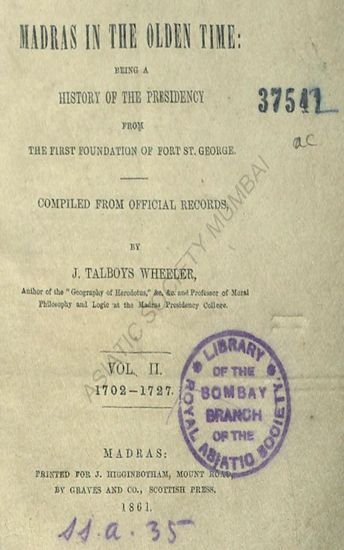 MADRAS IN THE OLDEN TIME:
BEING A
HISTORY OF THE PRESIDENCY
37541
FROM
ac
THE FIRST FOUNDATION OF FORT ST. GEORGE.
COMPILED FROM OFFICIAL RECORDS,
BY
J. TALBOYS WHEELER,
Author of the "Geography of Herodotus," &c, &c. and Professor of Moral
Philosophy and Logic at the Madras Presidency College.
ASIATIC SOCIETY MUMBAI
VOL. II.
1702-1727.
LIBRARY
OF THE
BOMBAY
BRANCH
OF THE
ROYAL ASIATIC SOCIETY.
MADRAS:
PRINTED FOR J. HIGGINBOTHAM, MOUNT ROAD,
BY GRAVES AND CO., SCOTTISH PRESS.
1861.
SS.a.35